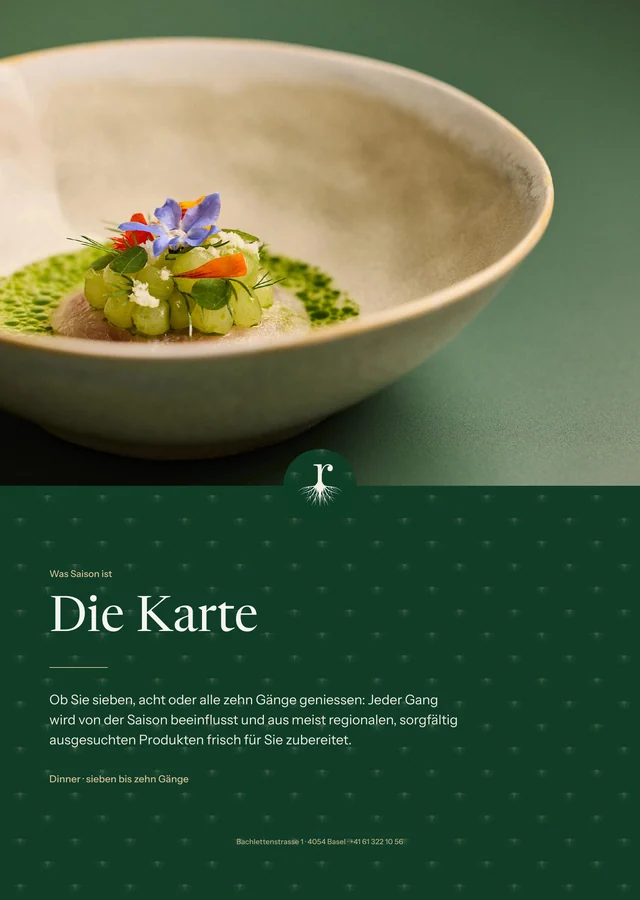 r
Was Saison ist
Die Karte
Ob Sie sieben, acht oder alle zehn Gänge geniessen: Jeder Gang
wird von der Saison beeinflusst und aus meist regionalen, sorgfältig
ausgesuchten Produkten frisch für Sie zubereitet.
Dinner · sieben bis zehn Gänge
Bachlettenstrasse 1 · 4054 Basel · +41 61 322 10 56